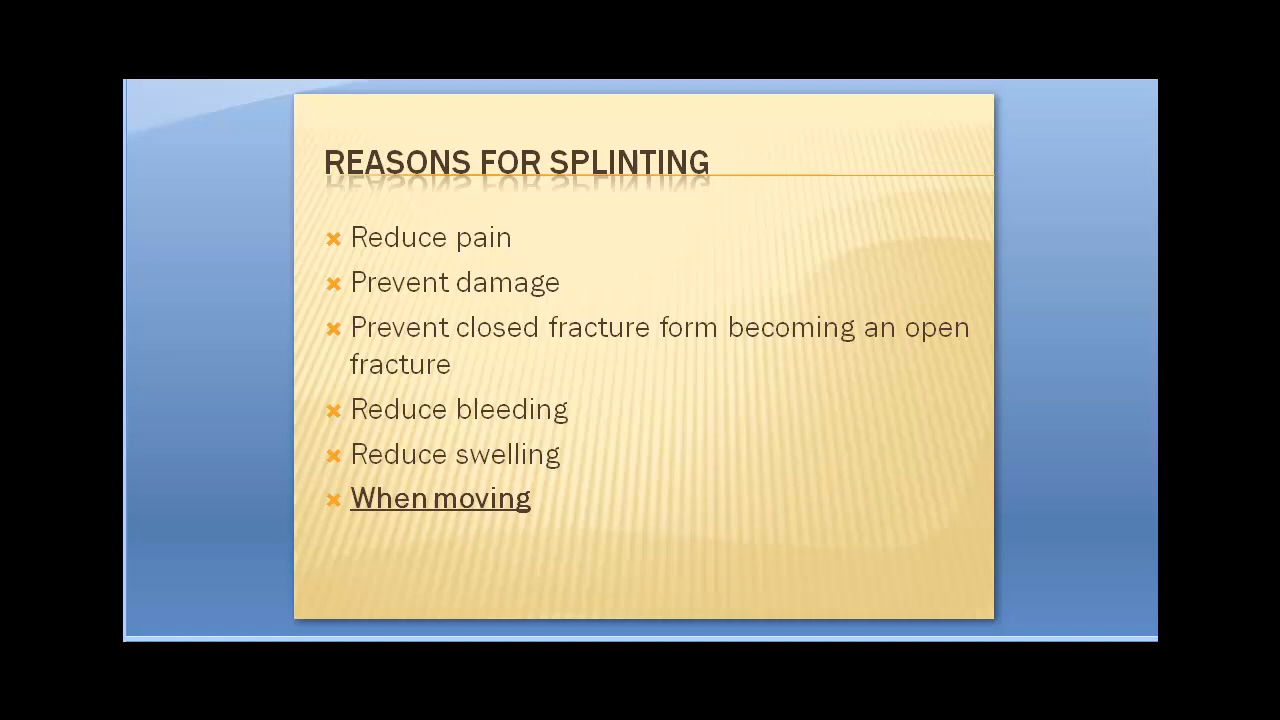 REASONS FOR SPLINTING
Reduce pain
Prevent damage
Prevent closed fracture form becoming an open
fracture
Reduce bleeding
Reduce swelling
When moving